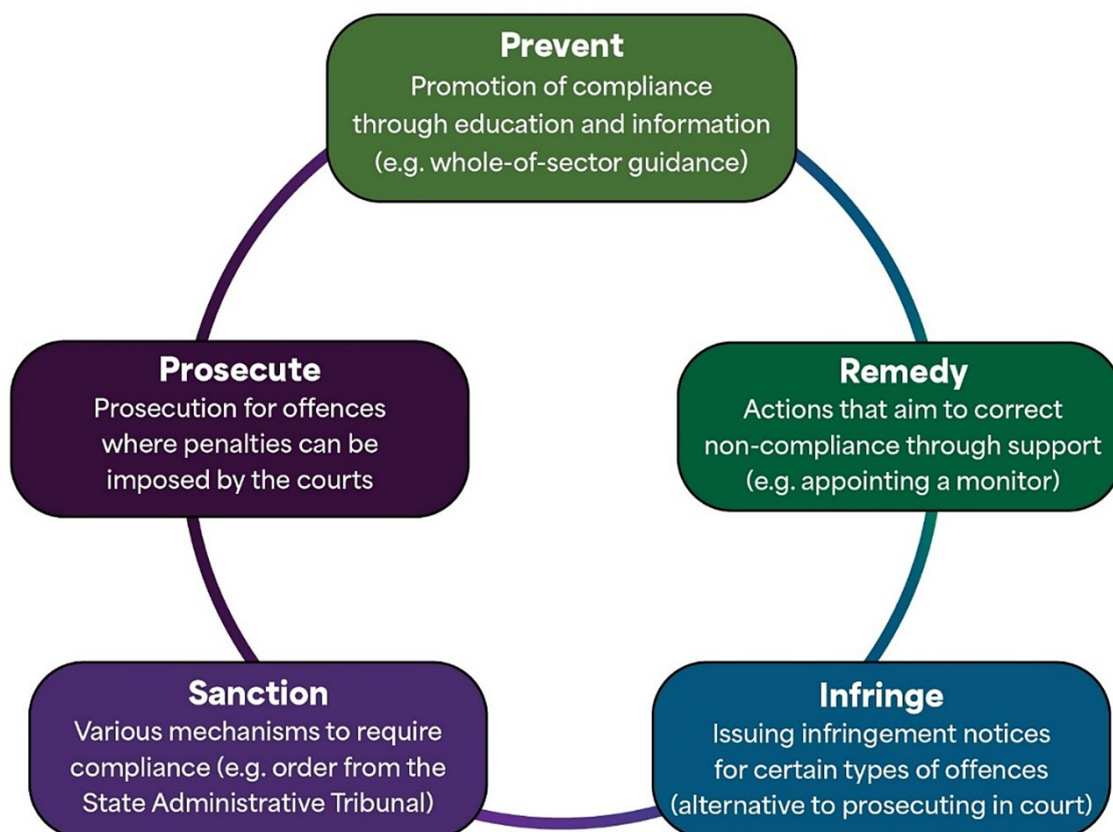 Prevent
Promotion of compliance
through education and information
(e.g. whole-of-sector guidance)
Remedy
Actions that aim to correct
non-compliance through support
(e.g. appointing a monitor)
Infringe
Issuing infringement notices
for certain types of offences
(alternative to prosecuting in court)
Sanction
Various mechanisms to require
compliance (e.g. order from the
State Administrative Tribunal)
Prosecute
Prosecution for offences
where penalties can be
imposed by the courts